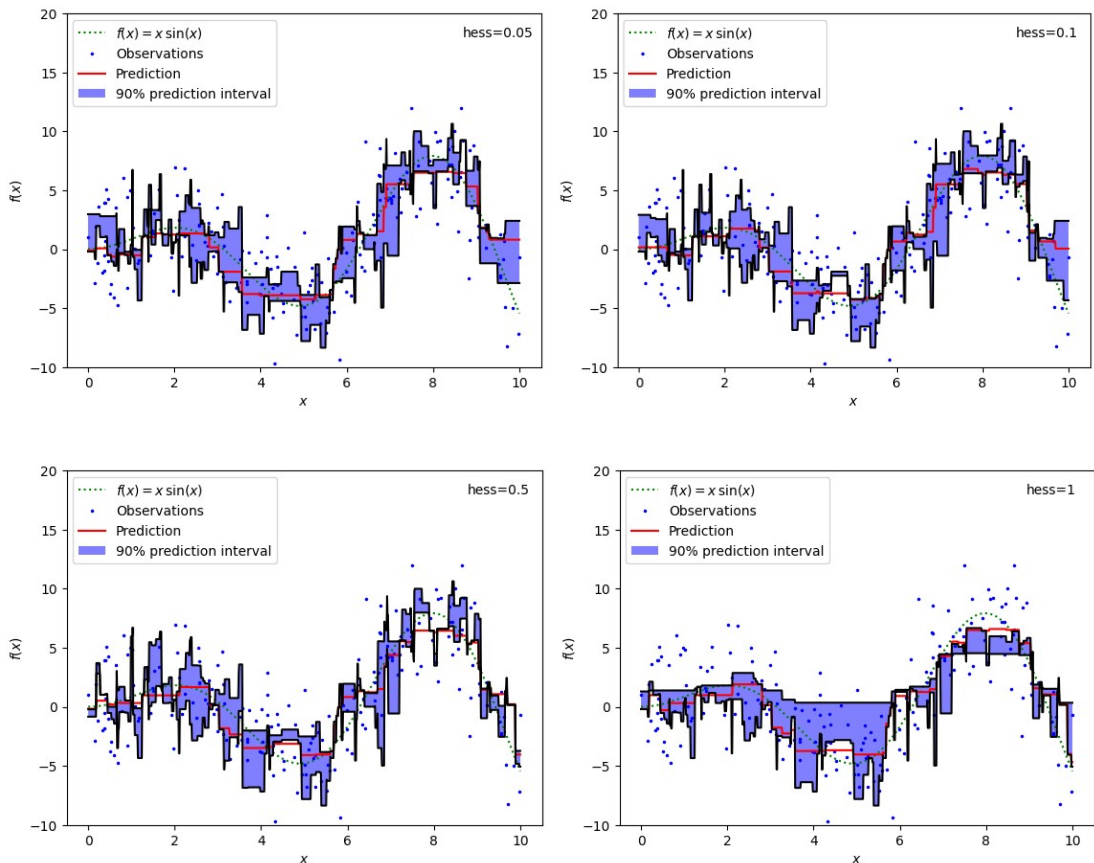 20
15
10
5
0
−5
−10
f(x)
f(x) = x sin(x)
Observations
Prediction
90% prediction interval
hess=0.05
0 2 4 6 8 10
x
20
15
10
5
0
−5
−10
f(x)
f(x) = x sin(x)
Observations
Prediction
90% prediction interval
hess=0.1
0 2 4 6 8 10
x
20
15
10
5
0
−5
−10
f(x)
f(x) = x sin(x)
Observations
Prediction
90% prediction interval
hess=0.5
0 2 4 6 8 10
x
20
15
10
5
0
−5
−10
f(x)
f(x) = x sin(x)
Observations
Prediction
90% prediction interval
hess=1
0 2 4 6 8 10
x